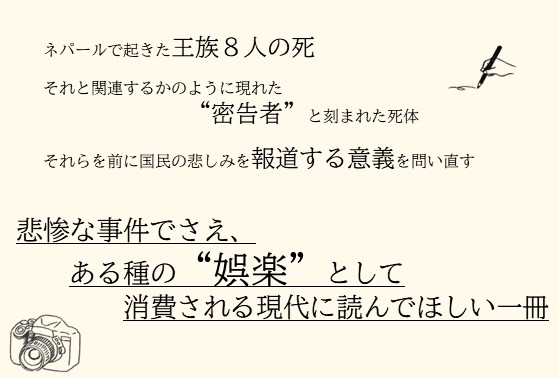 ネパールで起きた王族８人の死
それと関連するかのように現れた
“密告者”と刻まれた死体
それらを前に国民の悲しみを報道する意義を問い直す
悲惨な事件でさえ、
ある種の“娯楽”として
消費される現代に読んでほしい一冊